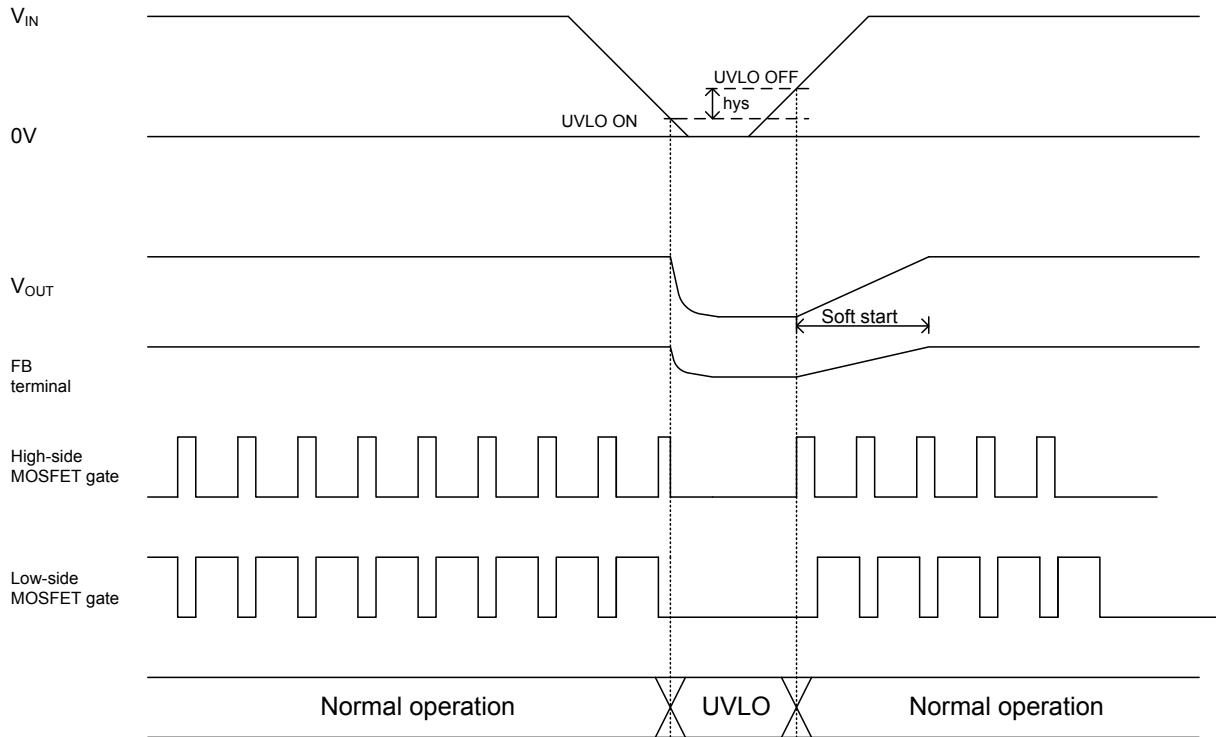 VIN
UVLO OFF
hys
UVLO ON
0V
VOUT
Soft start
FB
terminal
High-side
MOSFET gate
Low-side
MOSFET gate
Normal operation
UVLO
Normal operation